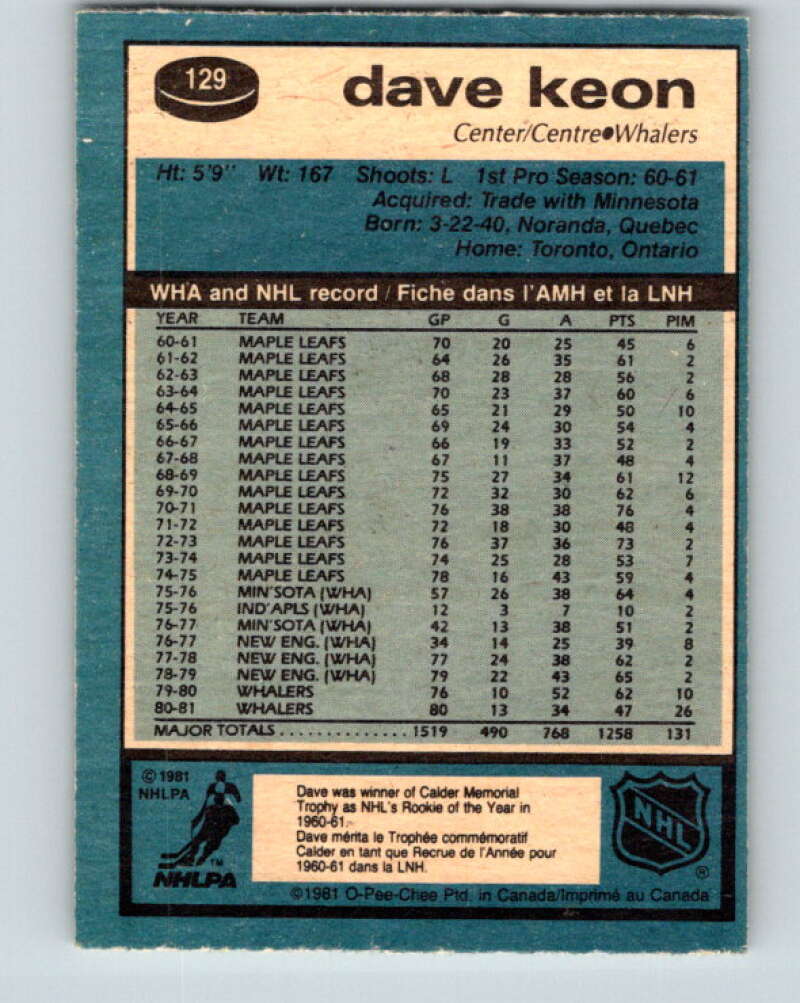 129
dave keon
Center/Centre●Whalers
Ht: 5'9" Wt: 167 Shoots: L 1st Pro Season: 60-61
Acquired: Trade with Minnesota
Born: 3-22-40, Noranda, Quebec
Home: Toronto, Ontario
WHA and NHL record / Fiche dans l'AMH et la LNH
YEAR TEAM GP G A PTS PIM
60-61 MAPLE LEAFS 70 20 25 45 6
61-62 MAPLE LEAFS 64 26 35 61 2
62-63 MAPLE LEAFS 68 28 28 56 2
63-64 MAPLE LEAFS 70 23 37 60 6
64-65 MAPLE LEAFS 65 21 29 50 10
65-66 MAPLE LEAFS 69 24 30 54 4
66-67 MAPLE LEAFS 66 19 33 52 2
67-68 MAPLE LEAFS 67 11 37 48 4
68-69 MAPLE LEAFS 75 27 34 61 12
69-70 MAPLE LEAFS 72 32 30 62 6
70-71 MAPLE LEAFS 76 38 38 76 4
71-72 MAPLE LEAFS 72 18 30 48 4
72-73 MAPLE LEAFS 76 37 36 73 2
73-74 MAPLE LEAFS 74 25 28 53 7
74-75 MAPLE LEAFS 78 16 43 59 4
75-76 MIN'SOTA (WHA) 57 26 38 64 4
75-76 IND'APLS (WHA) 12 3 7 10 2
76-77 MIN'SOTA (WHA) 42 13 38 51 2
76-77 NEW ENG. (WHA) 34 14 25 39 8
77-78 NEW ENG. (WHA) 77 24 38 62 2
78-79 NEW ENG. (WHA) 79 22 43 65 2
79-80 WHALERS 76 10 52 62 10
80-81 WHALERS 80 13 34 47 26
MAJOR TOTALS.............. 1519 490 768 1258 131
© 1981
NHLPA
™
NHLPA
Dave was winner of Calder Memorial
Trophy as NHL's Rookie of the Year in
1960-61.
Dave mérita le Trophée commémoratif
Calder en tant que Recrue de l'Année pour
1960-61 dans la LNH.
NHL
®
©1981 O-Pee-Chee Ptd. in Canada/Imprimé au Canada